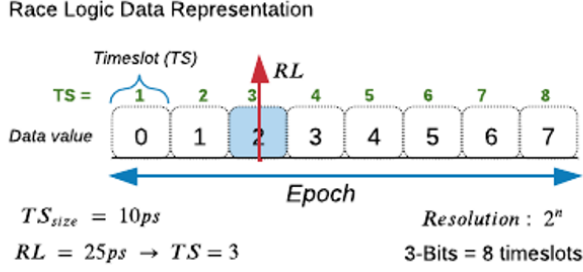 Race Logic Data Representation
Timeslot (TS)
RL
TS = 1 2 3 4 5 6 7 8
Data value 0 1 2 3 4 5 6 7
Epoch
TSsize = 10ps
Resolution : 2ⁿ
RL = 25ps → TS = 3
3-Bits = 8 timeslots